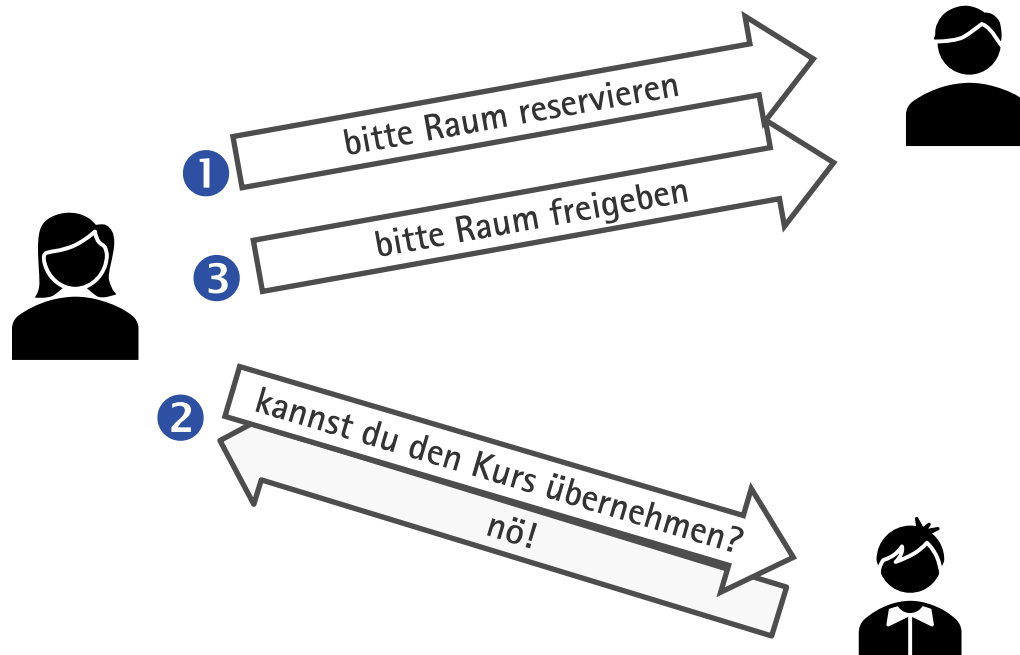 1
bitte Raum reservieren
3
bitte Raum freigeben
2
kannst du den Kurs übernehmen?
nö!